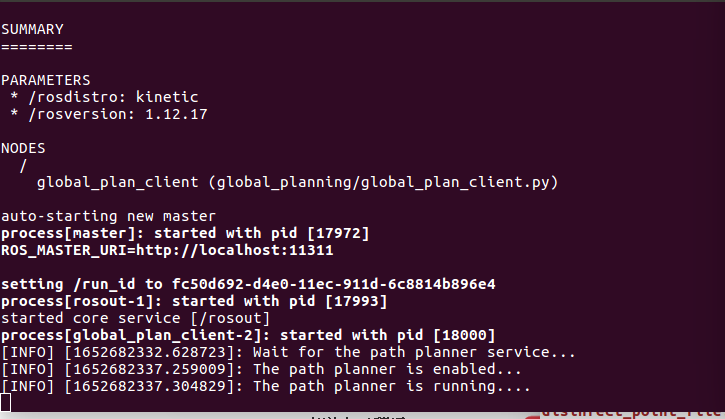 SUMMARY
========
PARAMETERS
* /rosdistro: kinetic
* /rosversion: 1.12.17
NODES
/
global_plan_client (global_planning/global_plan_client.py)
auto-starting new master
process[master]: started with pid [17972]
ROS_MASTER_URI=http://localhost:11311
setting /run_id to fc50d692-d4e0-11ec-911d-6c8814b896e4
process[rosout-1]: started with pid [17993]
started core service [/rosout]
process[global_plan_client-2]: started with pid [18000]
[INFO] [1652682332.628723]: Wait for the path planner service...
[INFO] [1652682337.259009]: The path planner is enabled...
[INFO] [1652682337.304829]: The path planner is running....